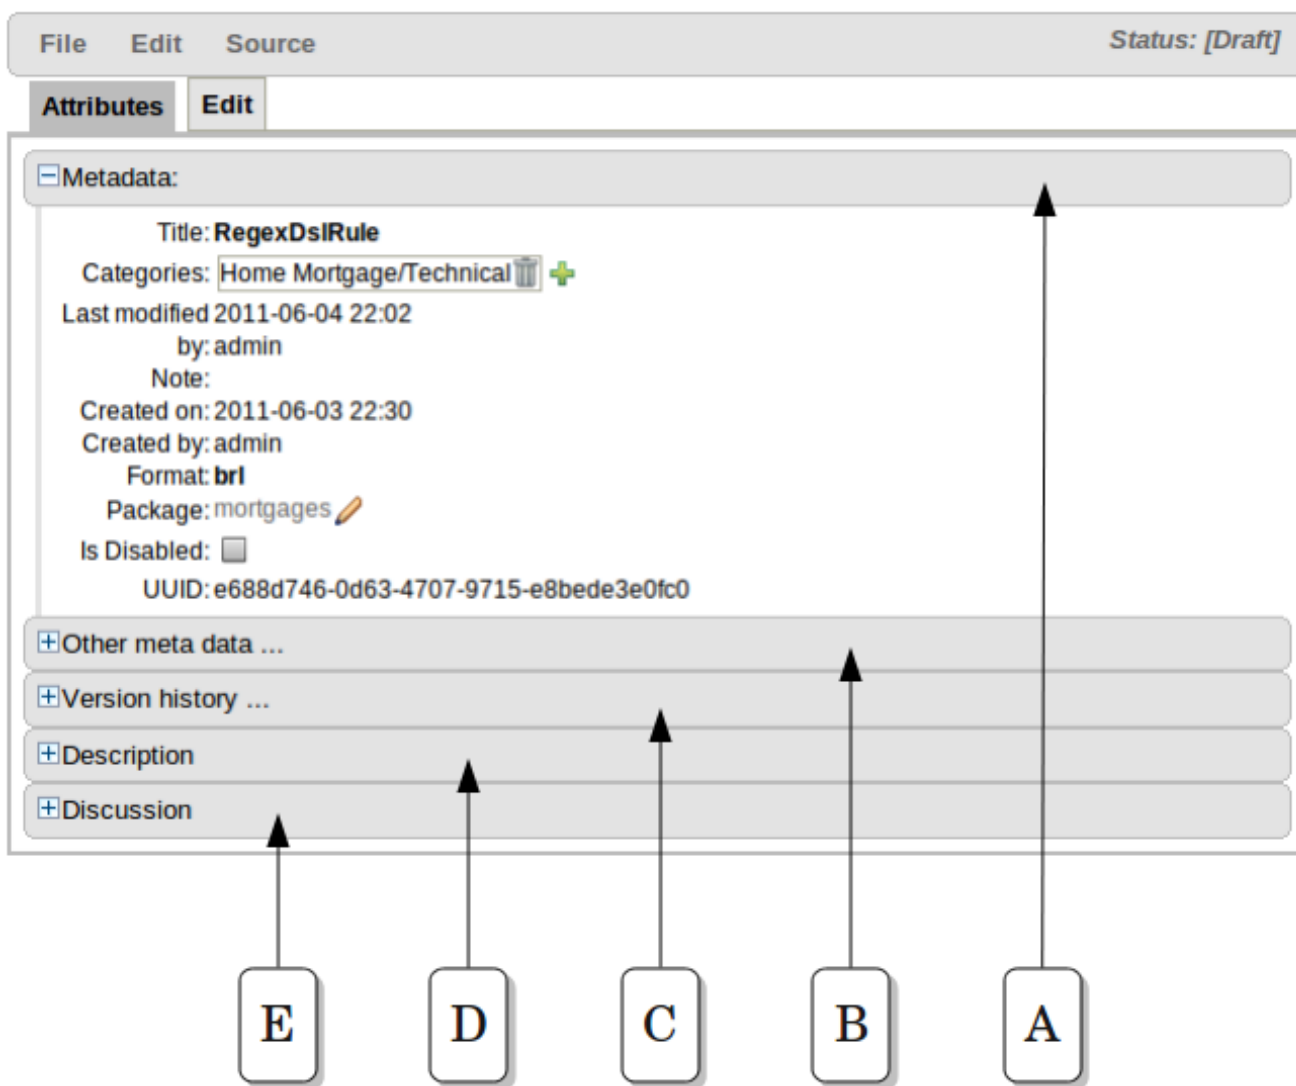 File Edit Source Status: [Draft]
Attributes Edit
Metadata:
Title: RegexDslRule
Categories: Home Mortgage/Technical
Last modified 2011-06-04 22:02
by: admin
Note:
Created on: 2011-06-03 22:30
Created by: admin
Format: brl
Package: mortgages
Is Disabled:
UUID: e688d746-0d63-4707-9715-e8bede3e0fc0
Other meta data ...
Version history ...
Description
Discussion
E D C B A